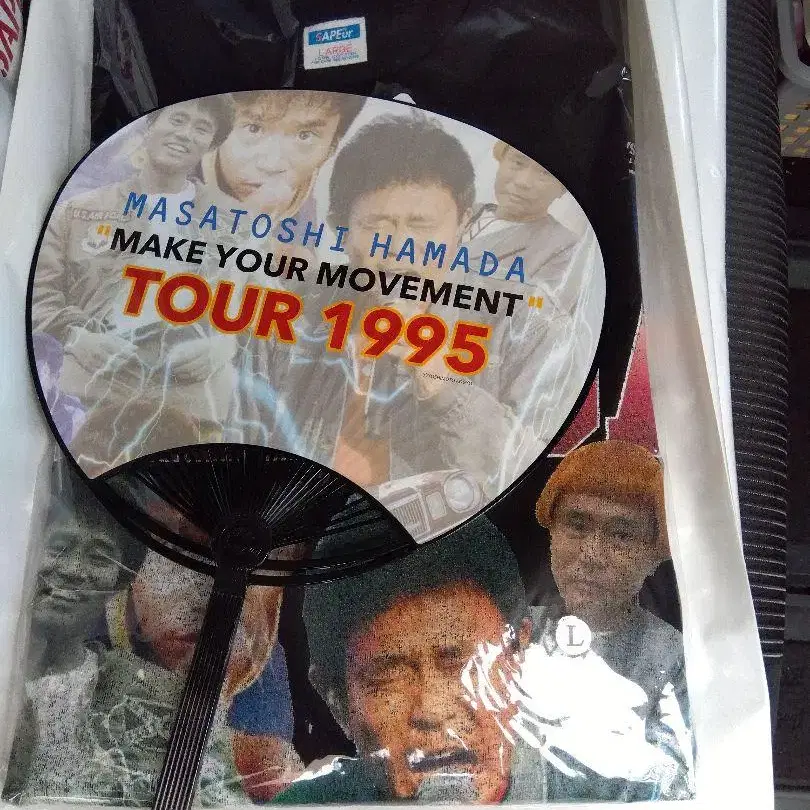 SAPEur
LARGE
MASATOSHI HAMADA
"MAKE YOUR MOVEMENT"
TOUR 1995
L